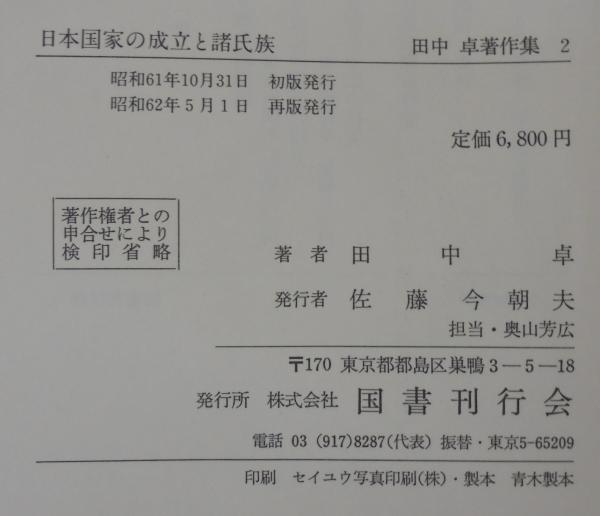 日本国家の成立と諸氏族 田中 卓著作集 2
昭和61年10月31日 初版発行
昭和62年5月1日 再版発行
定価6,800円
著作権者との
申合せにより
検印省略
著者 田中卓
発行者 佐藤今朝夫
担当・奥山芳広
〒170 東京都都島区巣鴨3―5―18
発行所 株式会社 国書刊行会
電話 03 (917)8287(代表) 振替・東京5-65209
印刷 セイユウ写真印刷(株)・製本 青木製本